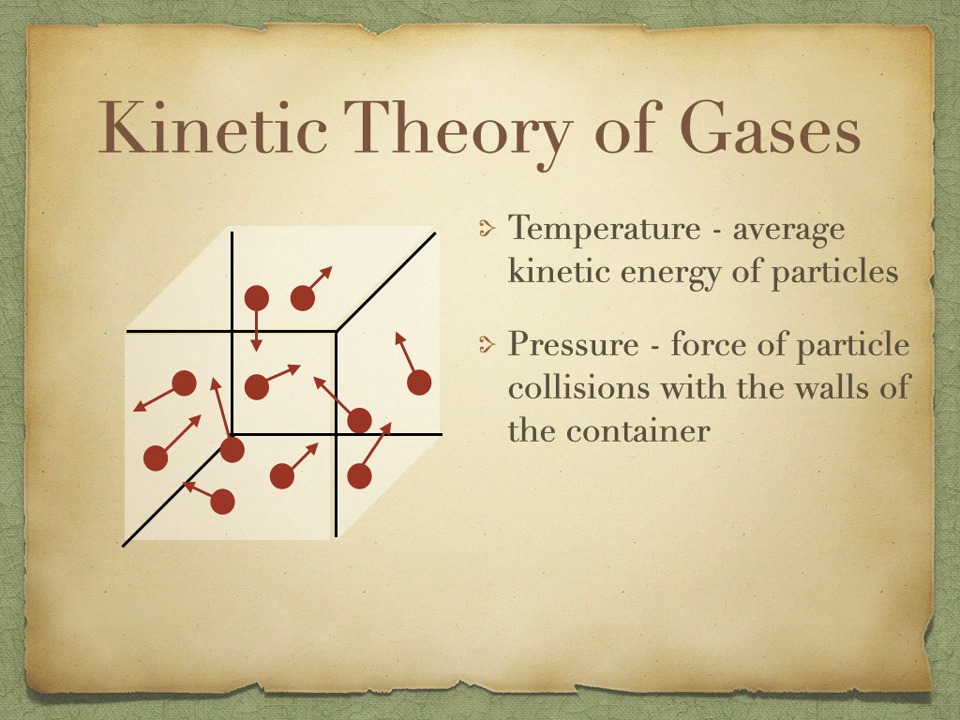 Kinetic Theory of Gases
Temperature - average
kinetic energy of particles
Pressure - force of particle
collisions with the walls of
the container